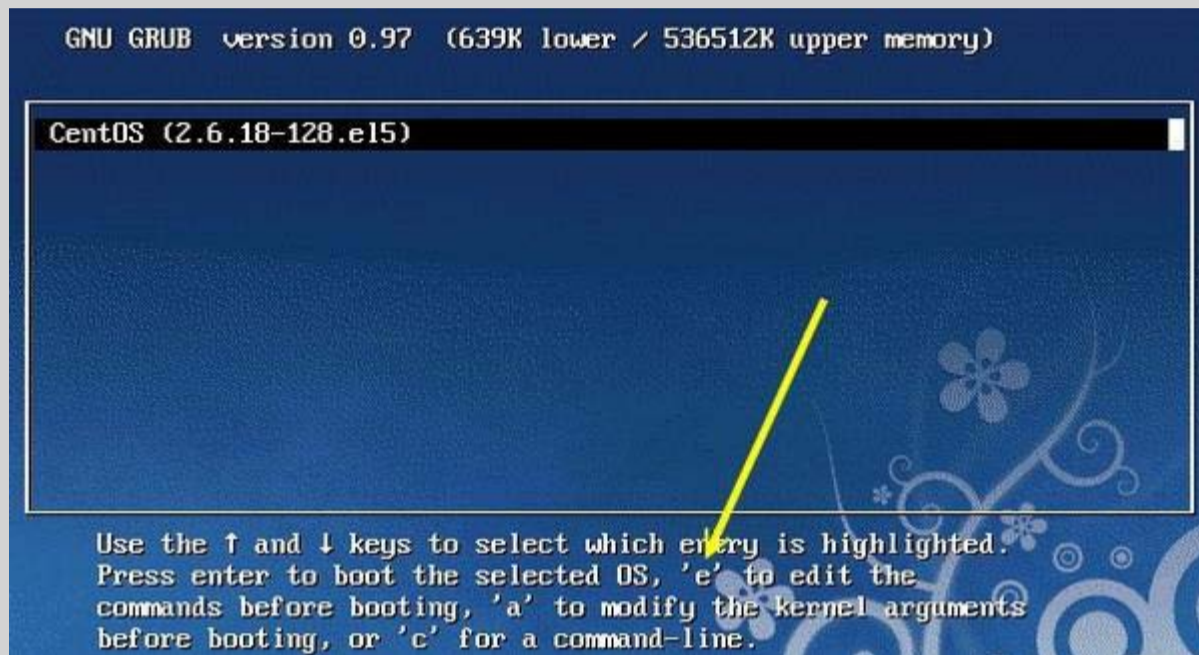 GNU GRUB version 0.97 (639K lower / 536512K upper memory)
CentOS (2.6.18-128.el5)
Use the ↑ and ↓ keys to select which entry is highlighted.
Press enter to boot the selected OS, 'e' to edit the
commands before booting, 'a' to modify the kernel arguments
before booting, or 'c' for a command-line.